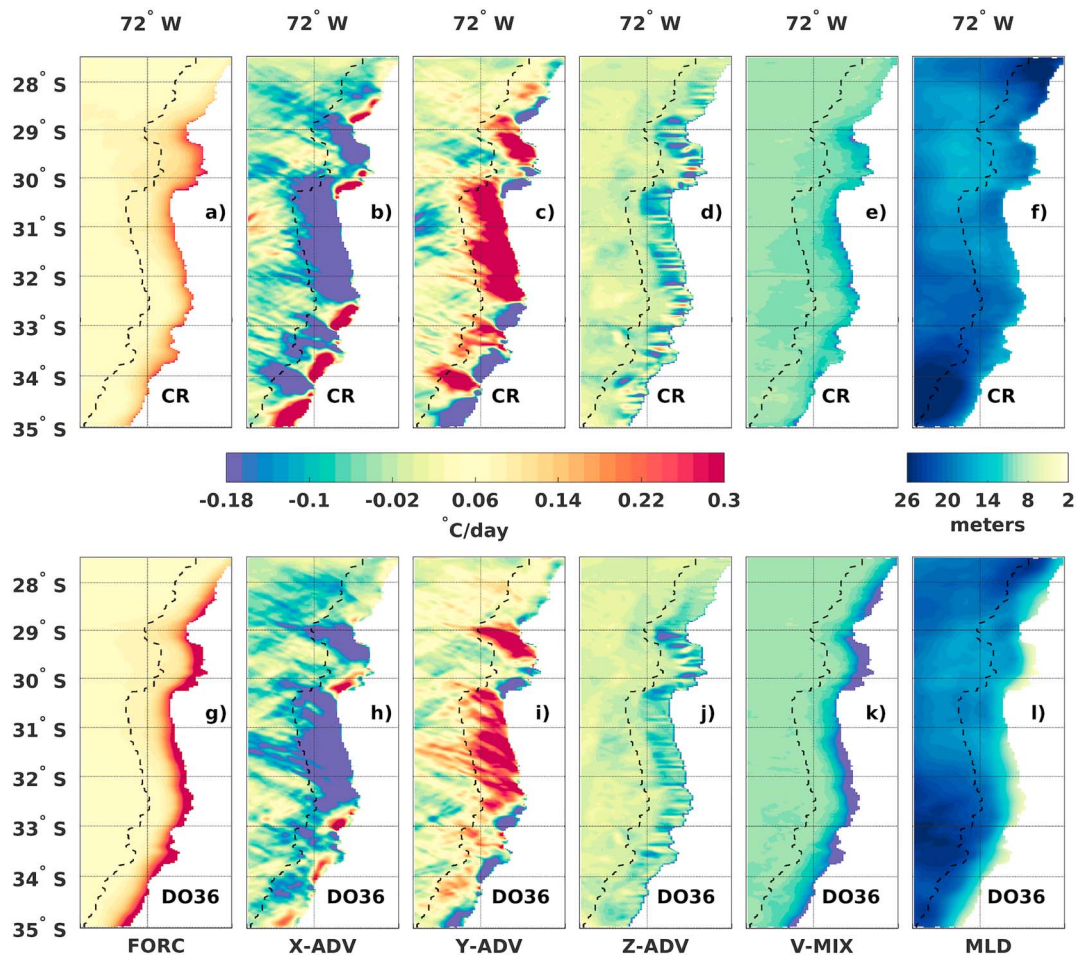 72° W 72° W 72° W 72° W 72° W 72° W
28° S
29° S
30° S
31° S
32° S
33° S
34° S
35° S
a) b) c) d) e) f)
CR CR CR CR CR CR
-0.18 -0.1 -0.02 0.06 0.14 0.22 0.3
°C/day
26 20 14 8 2
meters
28° S
29° S
30° S
31° S
32° S
33° S
34° S
35° S
g) h) i) j) k) l)
DO36 DO36 DO36 DO36 DO36 DO36
FORC X-ADV Y-ADV Z-ADV V-MIX MLD